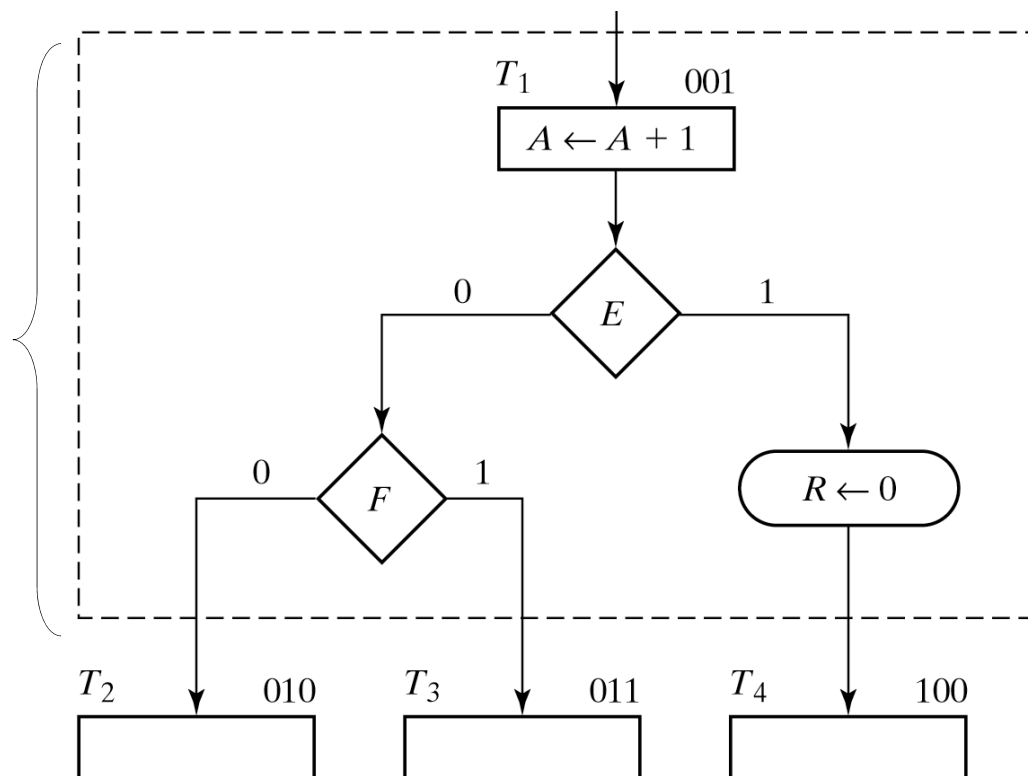 T₁ 001
A ← A + 1
0 E 1
0 F 1
R ← 0
T₂ 010 T₃ 011 T₄ 100